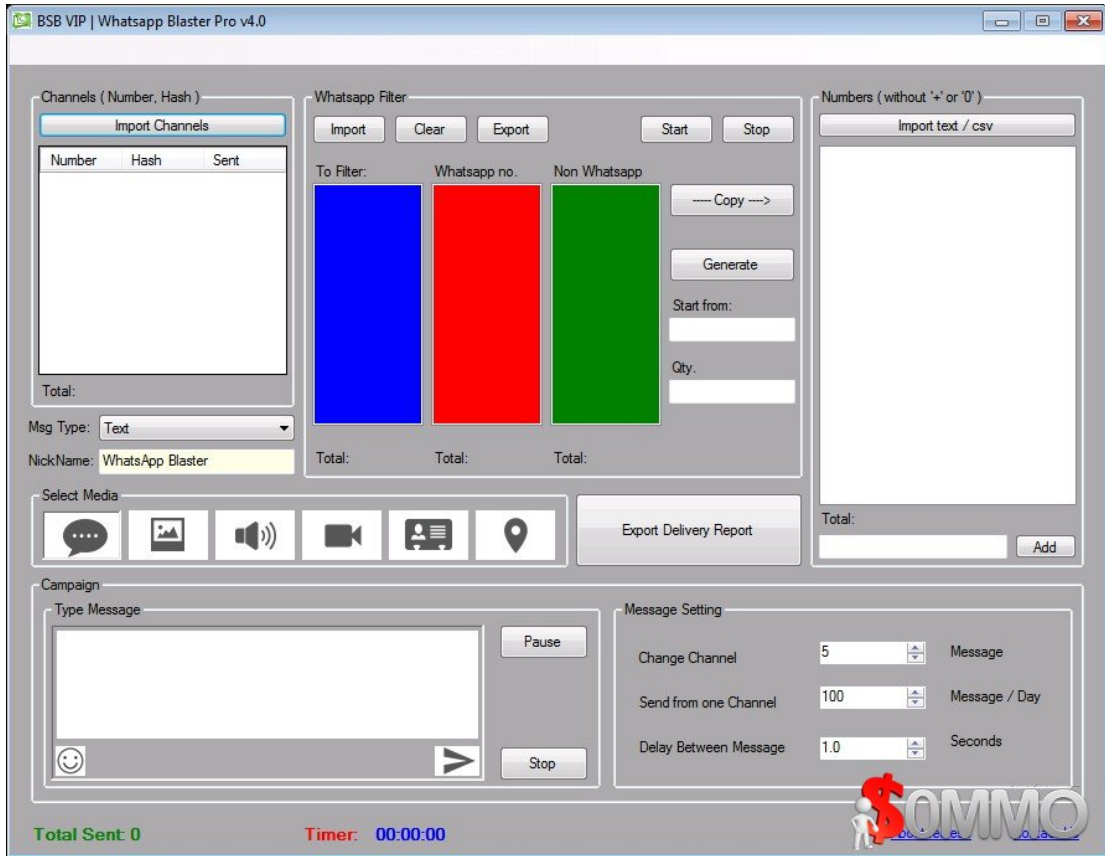 BSB VIP | Whatsapp Blaster Pro v4.0
Channels ( Number, Hash )
Import Channels
Number Hash Sent
Total:
Msg Type: Text
NickName: WhatsApp Blaster
Whatsapp Filter
Import Clear Export Start Stop
To Filter: Whatsapp no. Non Whatsapp
----- Copy ---->
Generate
Start from:
Qty.
Total: Total: Total:
Numbers ( without '+' or '0' )
Import text / csv
Total:
Add
Select Media
Export Delivery Report
Campaign
Type Message
Pause
Stop
Message Setting
Change Channel 5 Message
Send from one Channel 100 Message / Day
Delay Between Message 1.0 Seconds
Total Sent: 0
Timer: 00:00:00
$OMMO